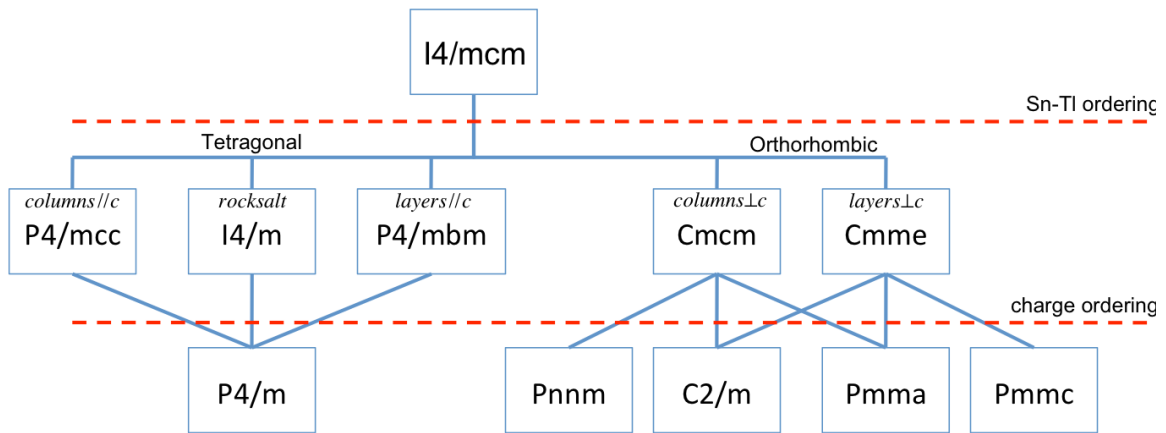 I4/mcm
Sn-Tl ordering
Tetragonal
Orthorhombic
columns//c
rocksalt
layers//c
columns⊥c
layers⊥c
P4/mcc
I4/m
P4/mbm
Cmcm
Cmme
charge ordering
P4/m
Pnnm
C2/m
Pmma
Pmmc